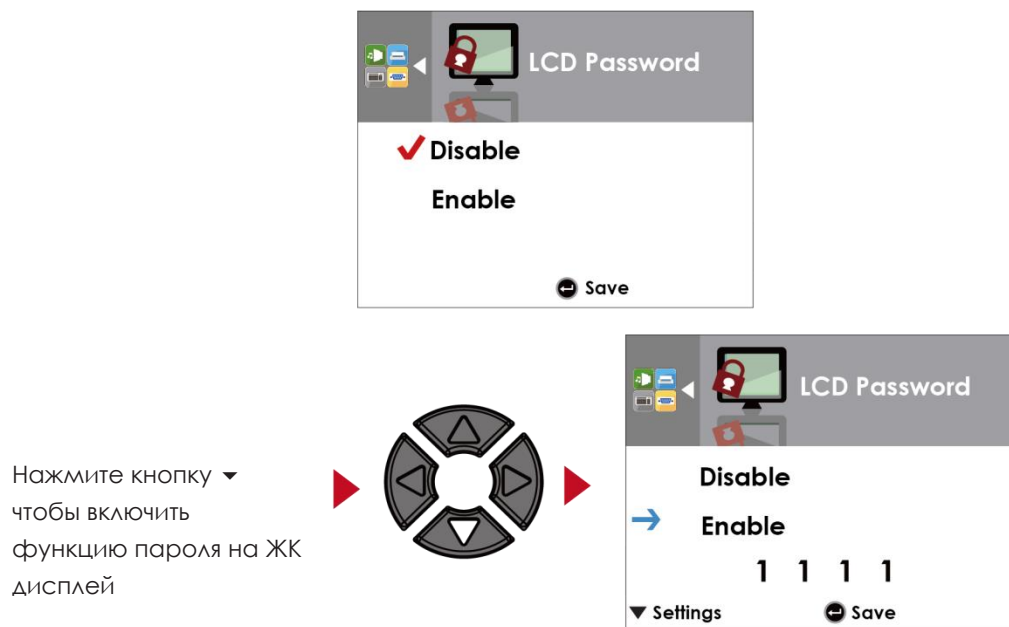 LCD Password
Disable
Enable
Save
Нажмите кнопку ▼
чтобы включить
функцию пароля на ЖК
дисплей
LCD Password
Disable
Enable
1 1 1 1
▼ Settings Save